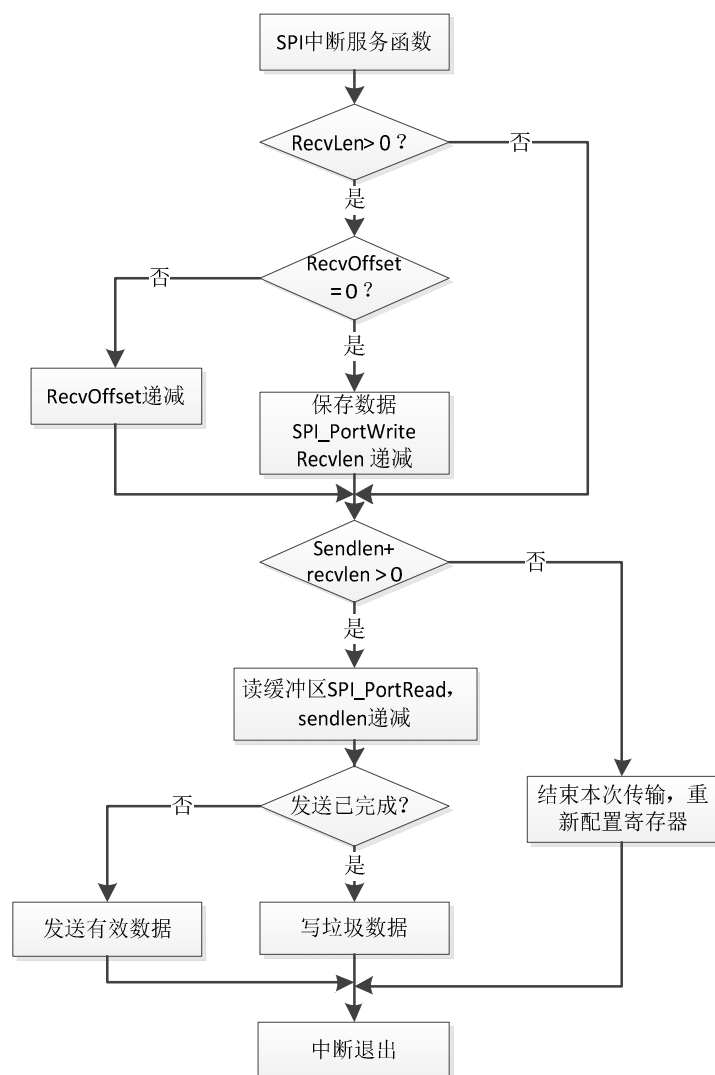 SPI中断服务函数
RecvLen> 0？
否
是
RecvOffset
= 0？
否
是
RecvOffset递减
保存数据
SPI_PortWrite
Recvlen 递减
Sendlen+
recvlen > 0
否
是
读缓冲区SPI_PortRead，
sendlen递减
发送已完成?
否
是
结束本次传输，重
新配置寄存器
发送有效数据
写垃圾数据
中断退出